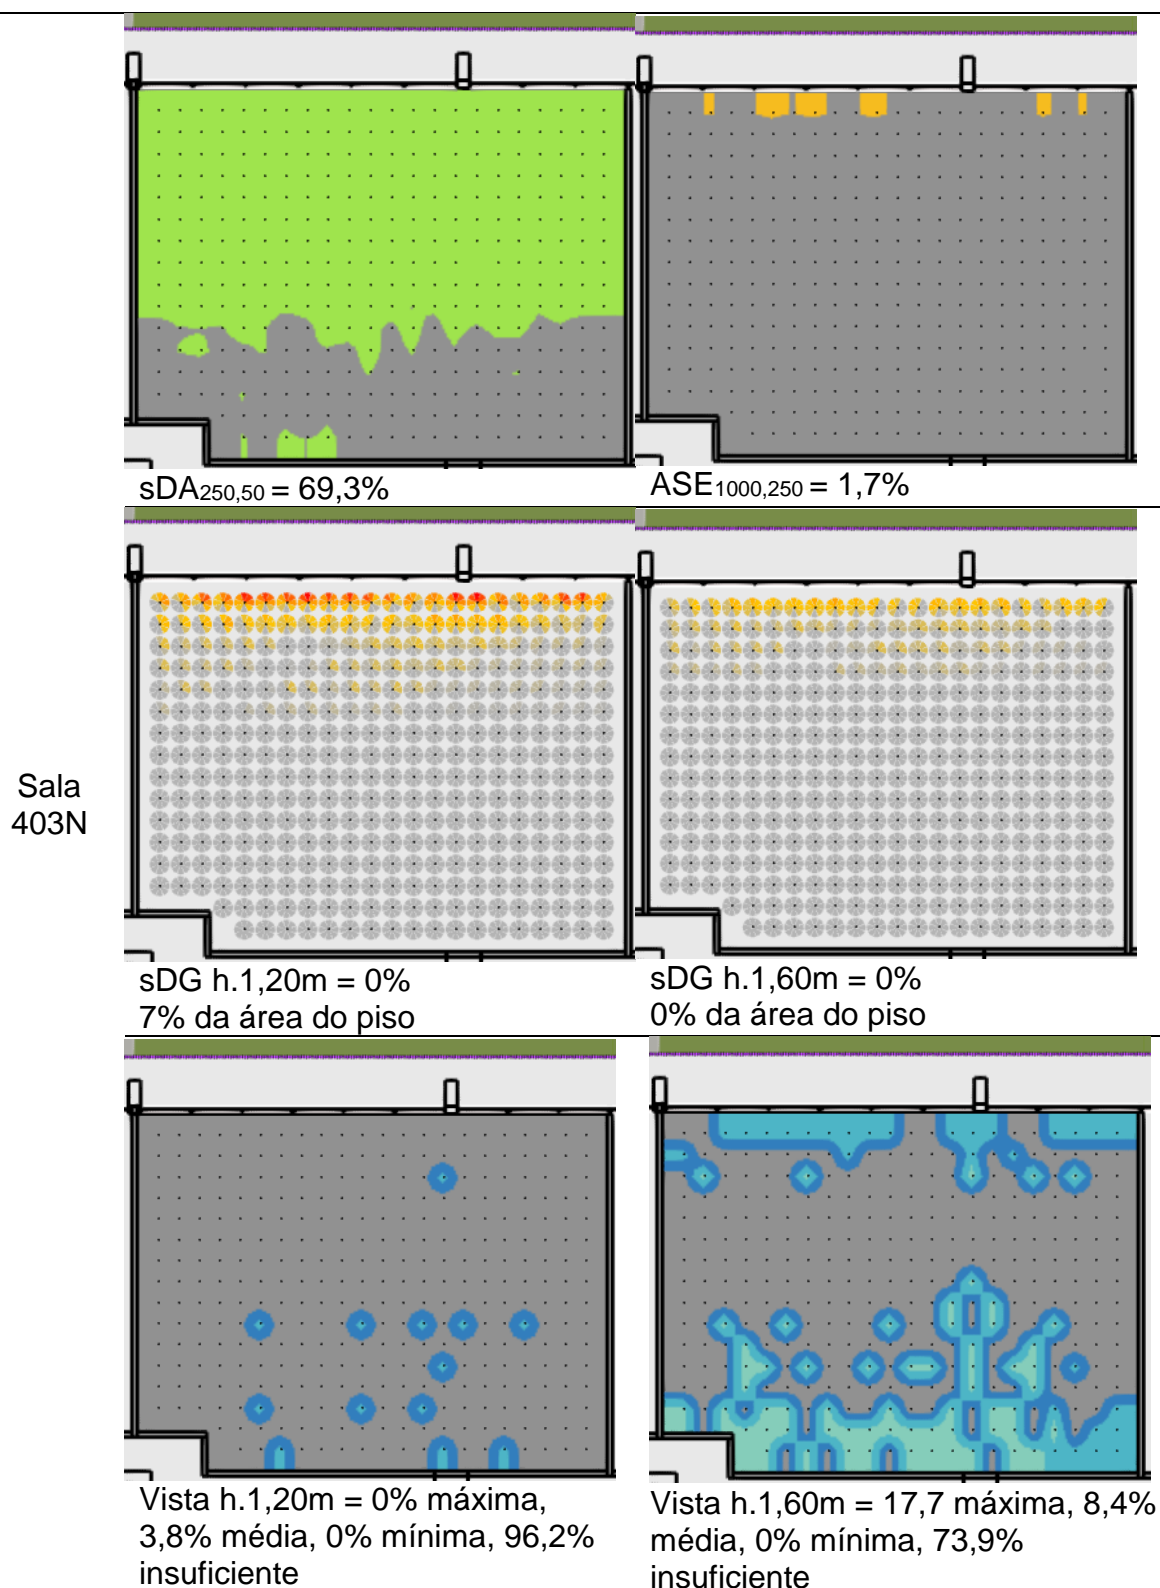 sDA250,50 = 69,3%
ASE1000,250 = 1,7%
Sala
403N
sDG h.1,20m = 0%
7% da área do piso
sDG h.1,60m = 0%
0% da área do piso
Vista h.1,20m = 0% máxima,
3,8% média, 0% mínima, 96,2%
insuficiente
Vista h.1,60m = 17,7 máxima, 8,4%
média, 0% mínima, 73,9%
insuficiente